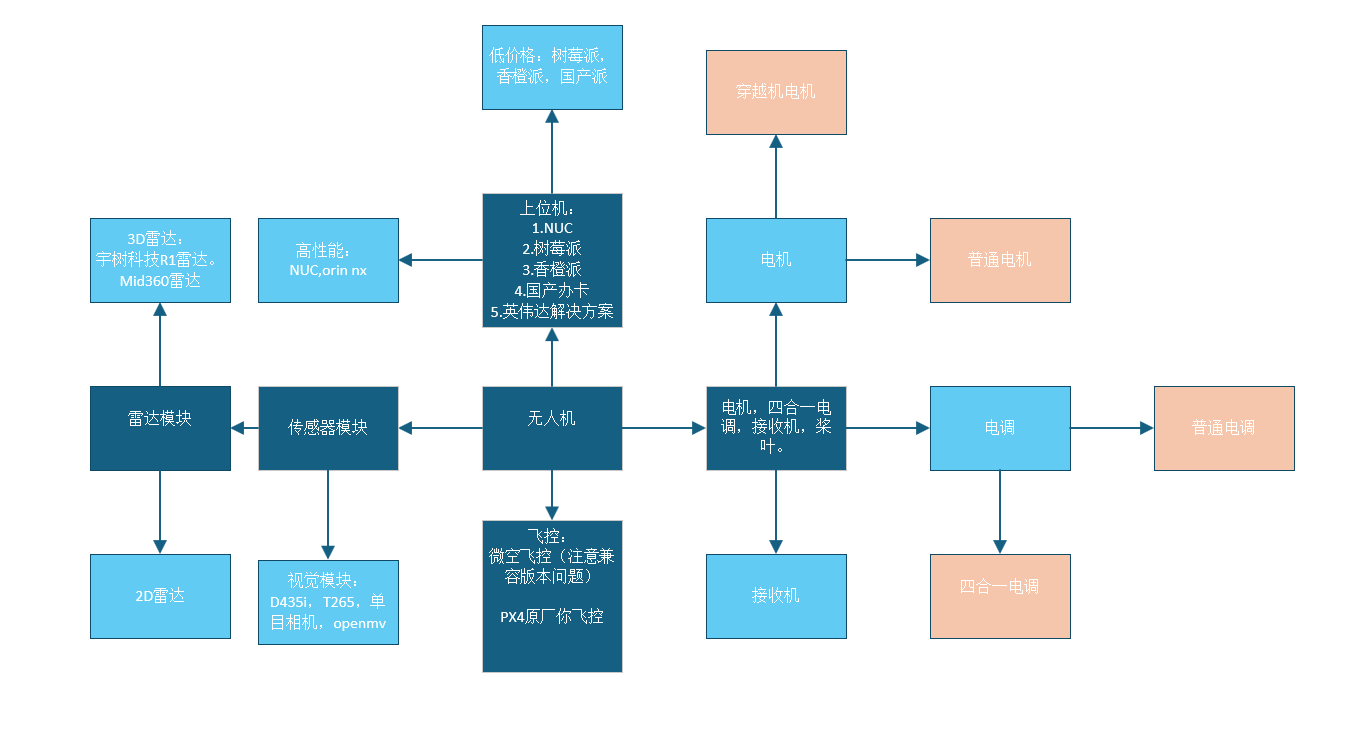 低价格：树莓派，
香橙派，国产派
穿越机电机
上位机：
1.NUC
2.树莓派
3.香橙派
4.国产办卡
5.英伟达解决方案
3D雷达：
宇树科技R1雷达。
Mid360雷达
高性能：
NUC,orin nx
电机
普通电机
雷达模块
传感器模块
无人机
电机，四合一电
调，接收机，桨
叶。
电调
普通电调
飞控：
微空飞控（注意兼
容版本问题）
PX4原厂你飞控
2D雷达
视觉模块：
D435i，T265，单
目相机，openmv
接收机
四合一电调